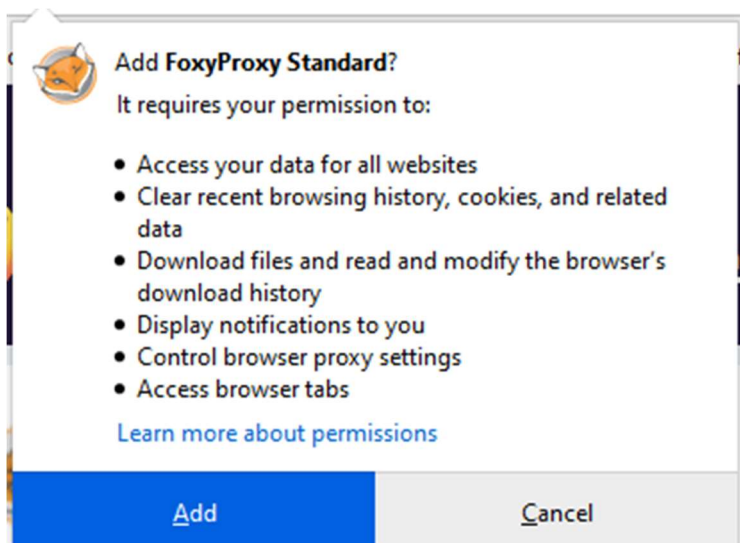 Add FoxyProxy Standard?
It requires your permission to:
• Access your data for all websites
• Clear recent browsing history, cookies, and related
data
• Download files and read and modify the browser's
download history
• Display notifications to you
• Control browser proxy settings
• Access browser tabs
Learn more about permissions
Add
Cancel